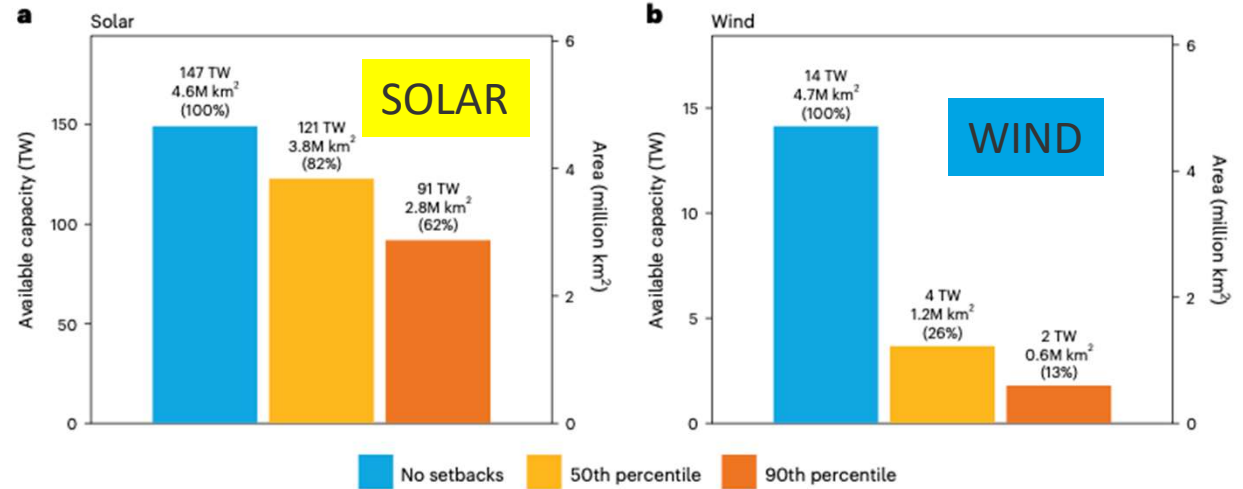 a
Solar
147 TW
4.6M km²
(100%)
121 TW
3.8M km²
(82%)
91 TW
2.8M km²
(62%)
SOLAR
Available capacity (TW)
150
100
50
0
6
4
2
0
Area (million km²)
b
Wind
14 TW
4.7M km²
(100%)
4 TW
1.2M km²
(26%)
2 TW
0.6M km²
(13%)
WIND
Available capacity (TW)
15
10
5
0
6
4
2
0
Area (million km²)
No setbacks
50th percentile
90th percentile